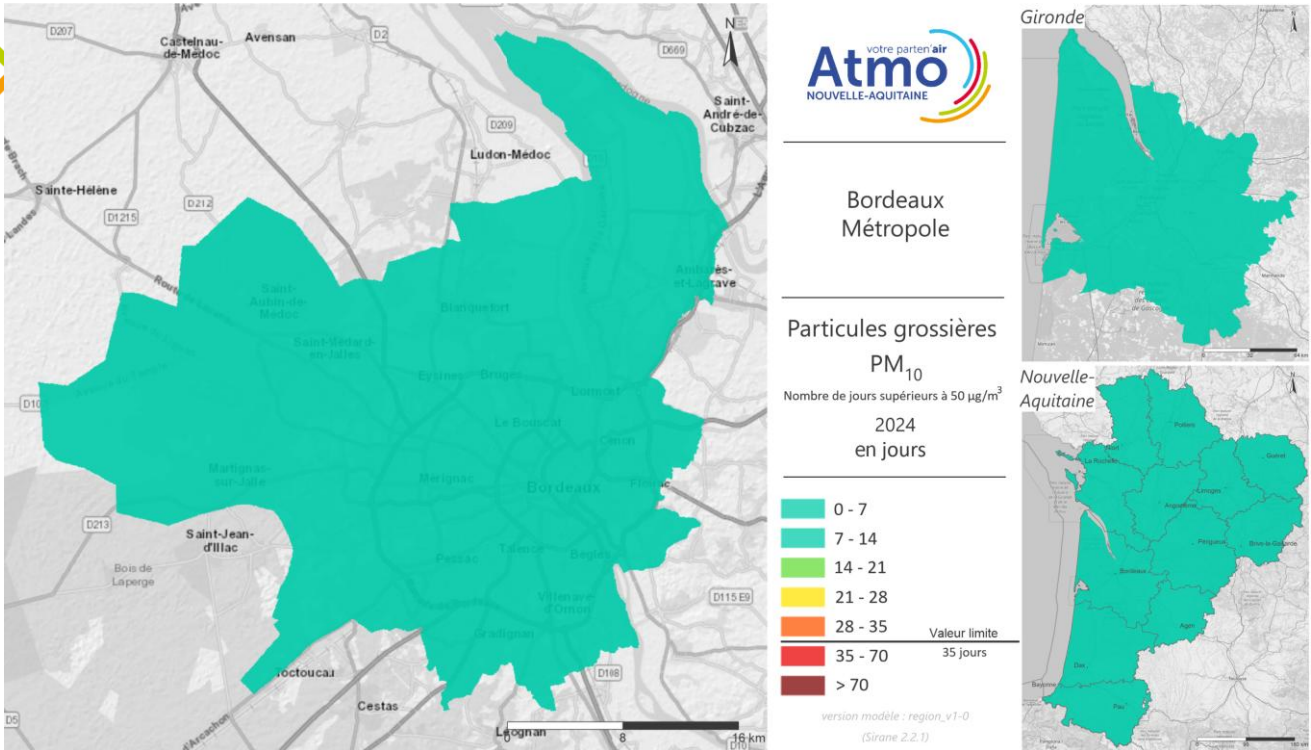 D207
Castelnau-
de-Médoc
Avensan
D2
D669
N
Saint-
André-de-
Cubzac
D209
Ludon-Médoc
Sainte-Hélène
D212
D1215
Ambarès-
et-Lagrave
Saint-
Aubin-de-
Médoc
Blanquefort
Saint-Médard-
en-Jalles
Eysines
Bruges
Lormont
D10
Le Bouscat
Cenon
Martignas-
sur-Jalle
Mérignac
Bordeaux
Floirac
D213
Saint-Jean-
d'Illac
Bois de
Laperge
Pessac
Talence
Bègles
Villenave-
d'Ornon
D115 E9
Gradignan
Toctoucau
D108
Cestas
D5
d'Arcachon
Léognan
0 8 16 km
votre parten'air
Atmo
NOUVELLE-AQUITAINE
Bordeaux
Métropole
Particules grossières
PM10
Nombre de jours supérieurs à 50 µg/m³
2024
en jours
0 - 7
7 - 14
14 - 21
21 - 28
28 - 35
Valeur limite
35 jours
35 - 70
> 70
version modèle : region_v1-0
(Sirane 2.2.1)
Gironde
Nouvelle-
Aquitaine
Poitiers
Niort
La Rochelle
Guéret
Limoges
Angoulême
Périgueux
Brive-la-Gaillarde
Bordeaux
Agen
Dax
Bayonne
Pau